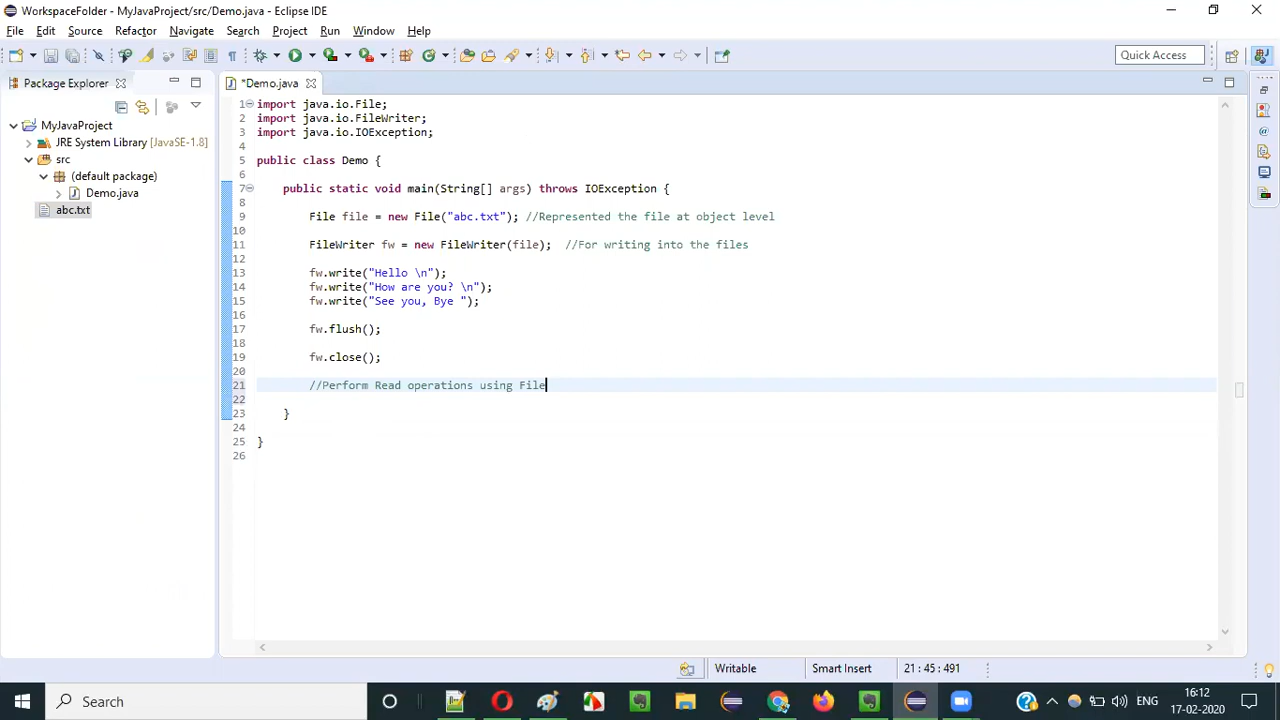 WorkspaceFolder - MyJavaProject/src/Demo.java - Eclipse IDE
File Edit Source Refactor Navigate Search Project Run Window Help
Quick Access
Package Explorer
*Demo.java
MyJavaProject
JRE System Library [JavaSE-1.8]
src
(default package)
Demo.java
abc.txt
1 import java.io.File;
2 import java.io.FileWriter;
3 import java.io.IOException;
4
5 public class Demo {
6
7 public static void main(String[] args) throws IOException {
8
9 File file = new File("abc.txt"); //Represented the file at object level
10
11 FileWriter fw = new FileWriter(file);  //For writing into the files
12
13 fw.write("Hello \n");
14 fw.write("How are you? \n");
15 fw.write("See you, Bye ");
16
17 fw.flush();
18
19 fw.close();
20
21 //Perform Read operations using File
22
23 }
24
25 }
26
Writable Smart Insert 21 : 45 : 491
Search
ENG
16:12
17-02-2020